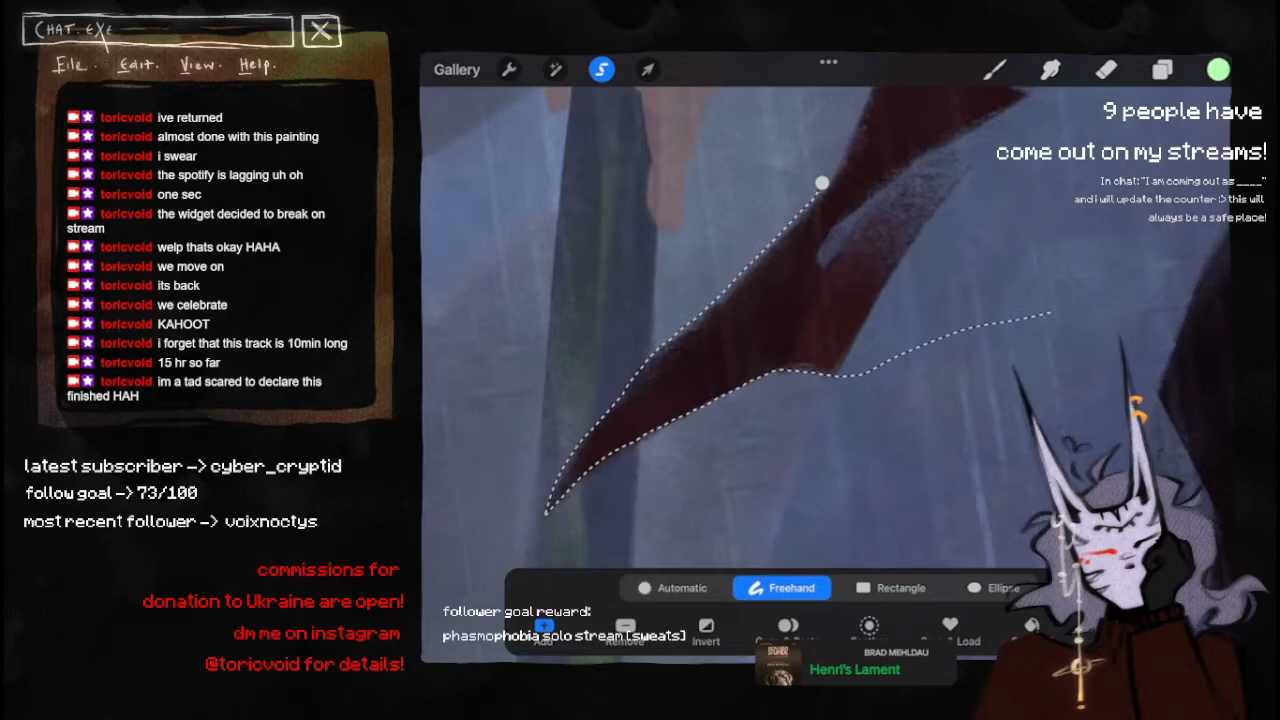 CHAT.EXE
File. Edit. View. Help.
toricvoid ive returned
toricvoid almost done with this painting
toricvoid i swear
toricvoid the spotify is lagging uh oh
toricvoid one sec
toricvoid the widget decided to break on
stream
toricvoid welp thats okay HAHA
toricvoid we move on
toricvoid its back
toricvoid we celebrate
toricvoid KAHOOT
toricvoid i forget that this track is 10min long
toricvoid 15 hr so far
toricvoid im a tad scared to declare this
finished HAH
latest subscriber -> cyber_cryptid
follow goal -> 73/100
most recent follower -> voixnoctys
commissions for
donation to Ukraine are open!
dm me on instagram
@toricvoid for details!
Gallery
9 people have
come out on my streams!
In chat: "I am coming out as ____"
and i will update the counter :> this will
always be a safe place!
Automatic Freehand Rectangle Ellipse
follower goal reward:
phasmophobia solo stream [sweats]
Add Remove Invert Load
BRAD MEHLDAU
Henri's Lament